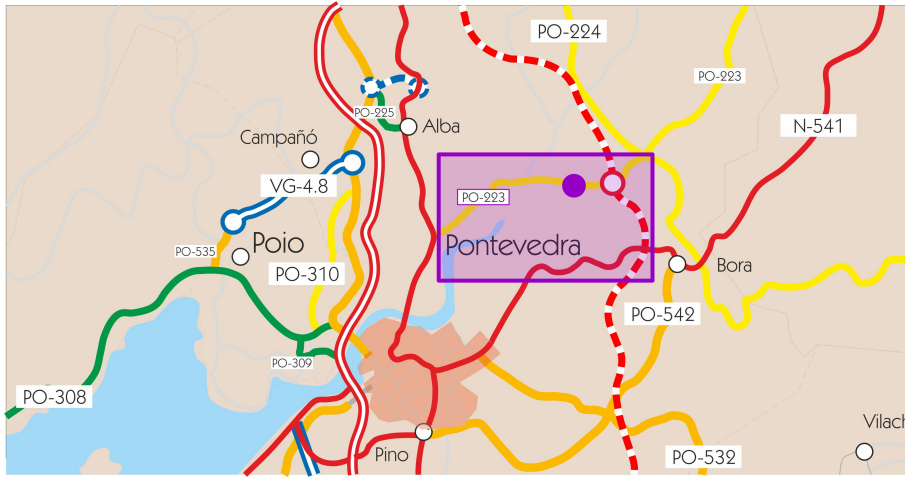 PO-224
PO-223
PO-225
N-541
Alba
Campañó
VG-4.8
PO-223
PO-535
Poio
Pontevedra
PO-310
Bora
PO-542
PO-309
PO-308
Vilach
Pino
PO-532